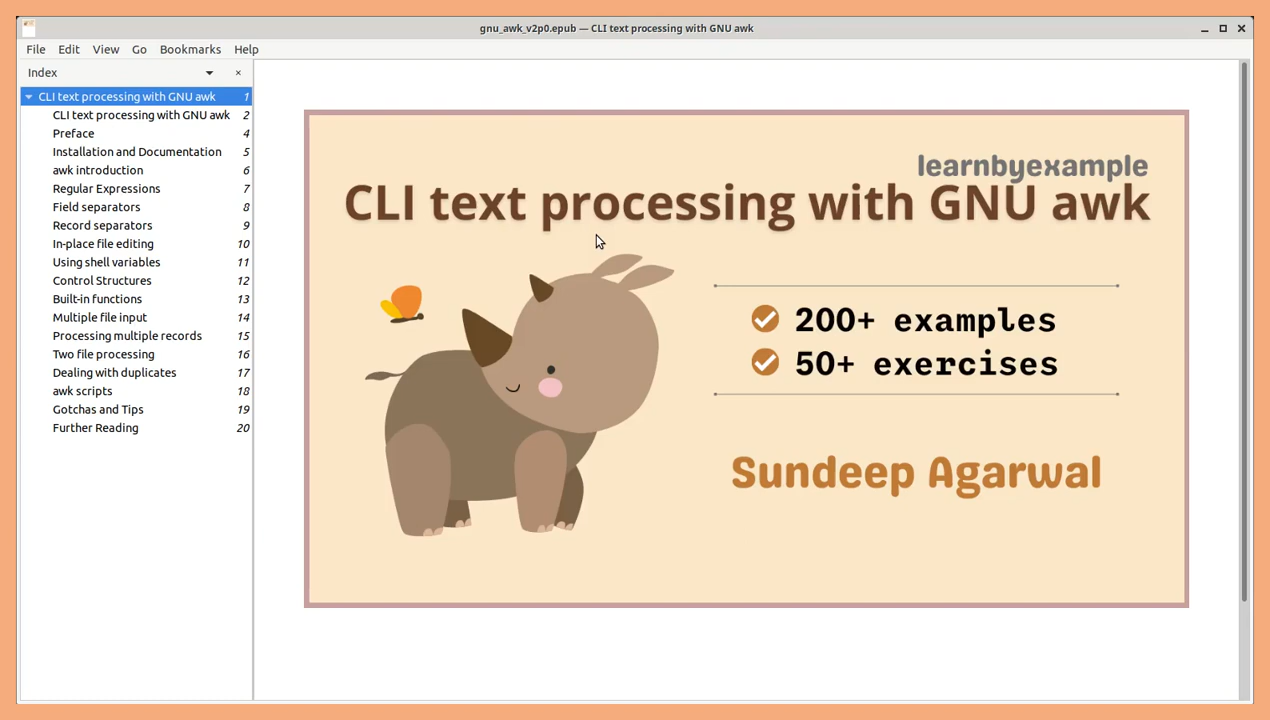 gnu_awk_v2p0.epub — CLI text processing with GNU awk
File Edit View Go Bookmarks Help
Index
CLI text processing with GNU awk 1
CLI text processing with GNU awk 2
Preface 4
Installation and Documentation 5
awk introduction 6
Regular Expressions 7
Field separators 8
Record separators 9
In-place file editing 10
Using shell variables 11
Control Structures 12
Built-in functions 13
Multiple file input 14
Processing multiple records 15
Two file processing 16
Dealing with duplicates 17
awk scripts 18
Gotchas and Tips 19
Further Reading 20
learnbyexample
CLI text processing with GNU awk
200+ examples
50+ exercises
Sundeep Agarwal